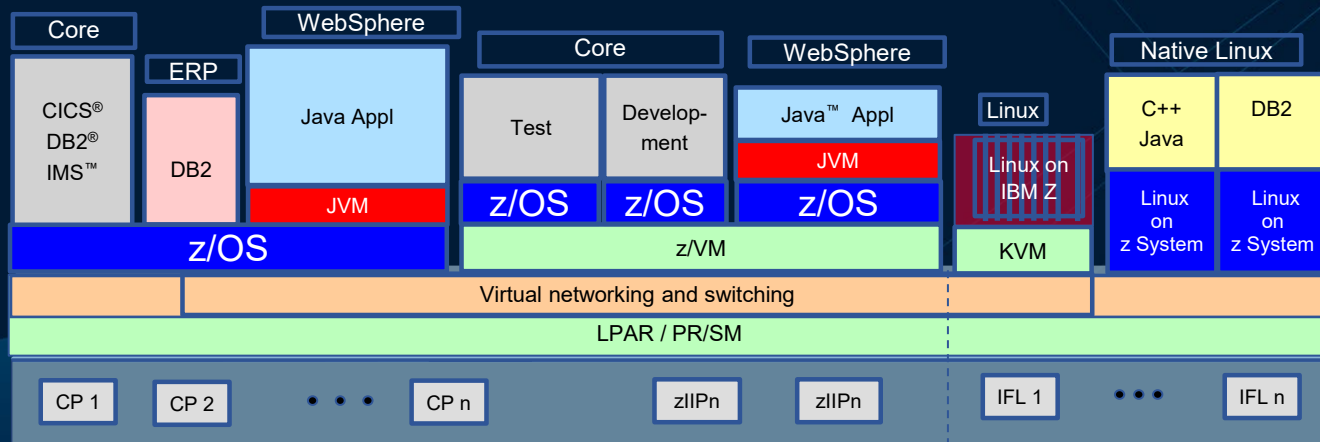 Core
ERP
WebSphere
Core
WebSphere
Linux
Native Linux
CICS®
DB2®
IMS™
DB2
Java Appl
JVM
z/OS
Test
Develop-
ment
Java™ Appl
JVM
z/OS
z/OS
z/OS
z/VM
Linux on
IBM Z
KVM
C++
Java
DB2
Linux
on
z System
Linux
on
z System
Virtual networking and switching
LPAR / PR/SM
CP 1
CP 2
• • •
CP n
zIIPn
zIIPn
IFL 1
• • •
IFL n